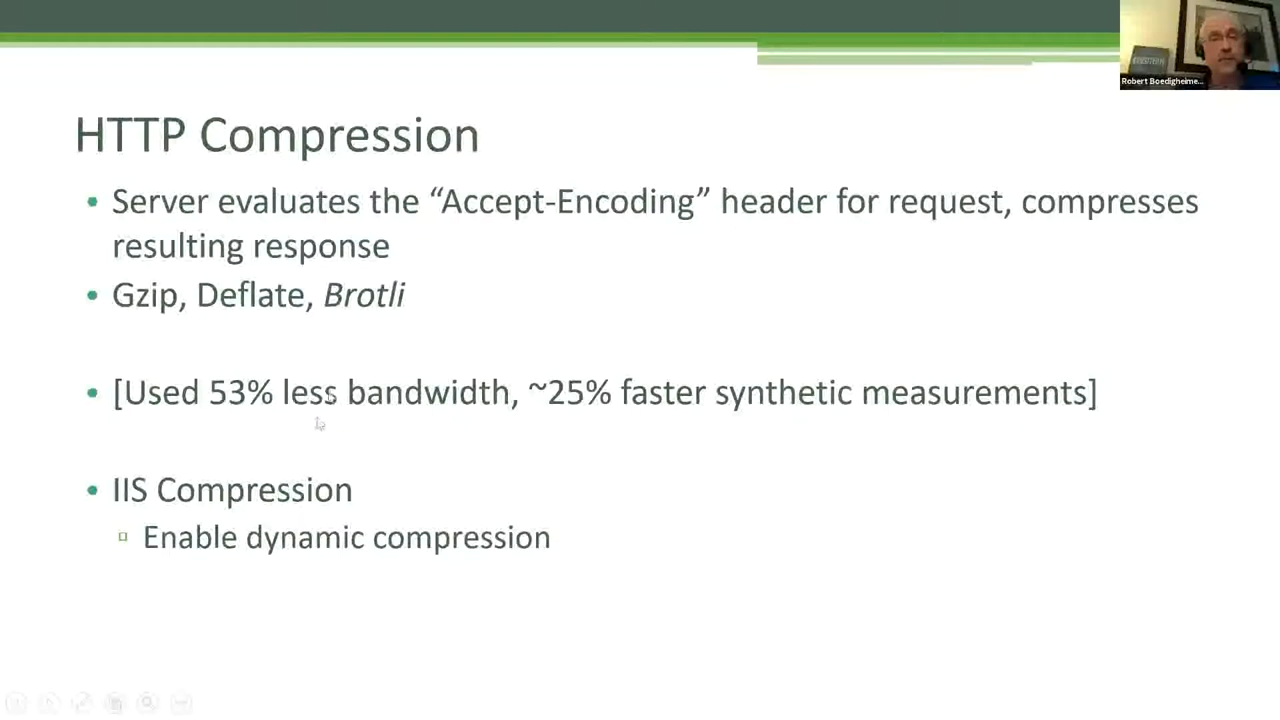 Robert Boedigheime...
HTTP Compression
• Server evaluates the “Accept-Encoding” header for request, compresses
resulting response
• Gzip, Deflate, Brotli
• [Used 53% less bandwidth, ~25% faster synthetic measurements]
• IIS Compression
▫ Enable dynamic compression